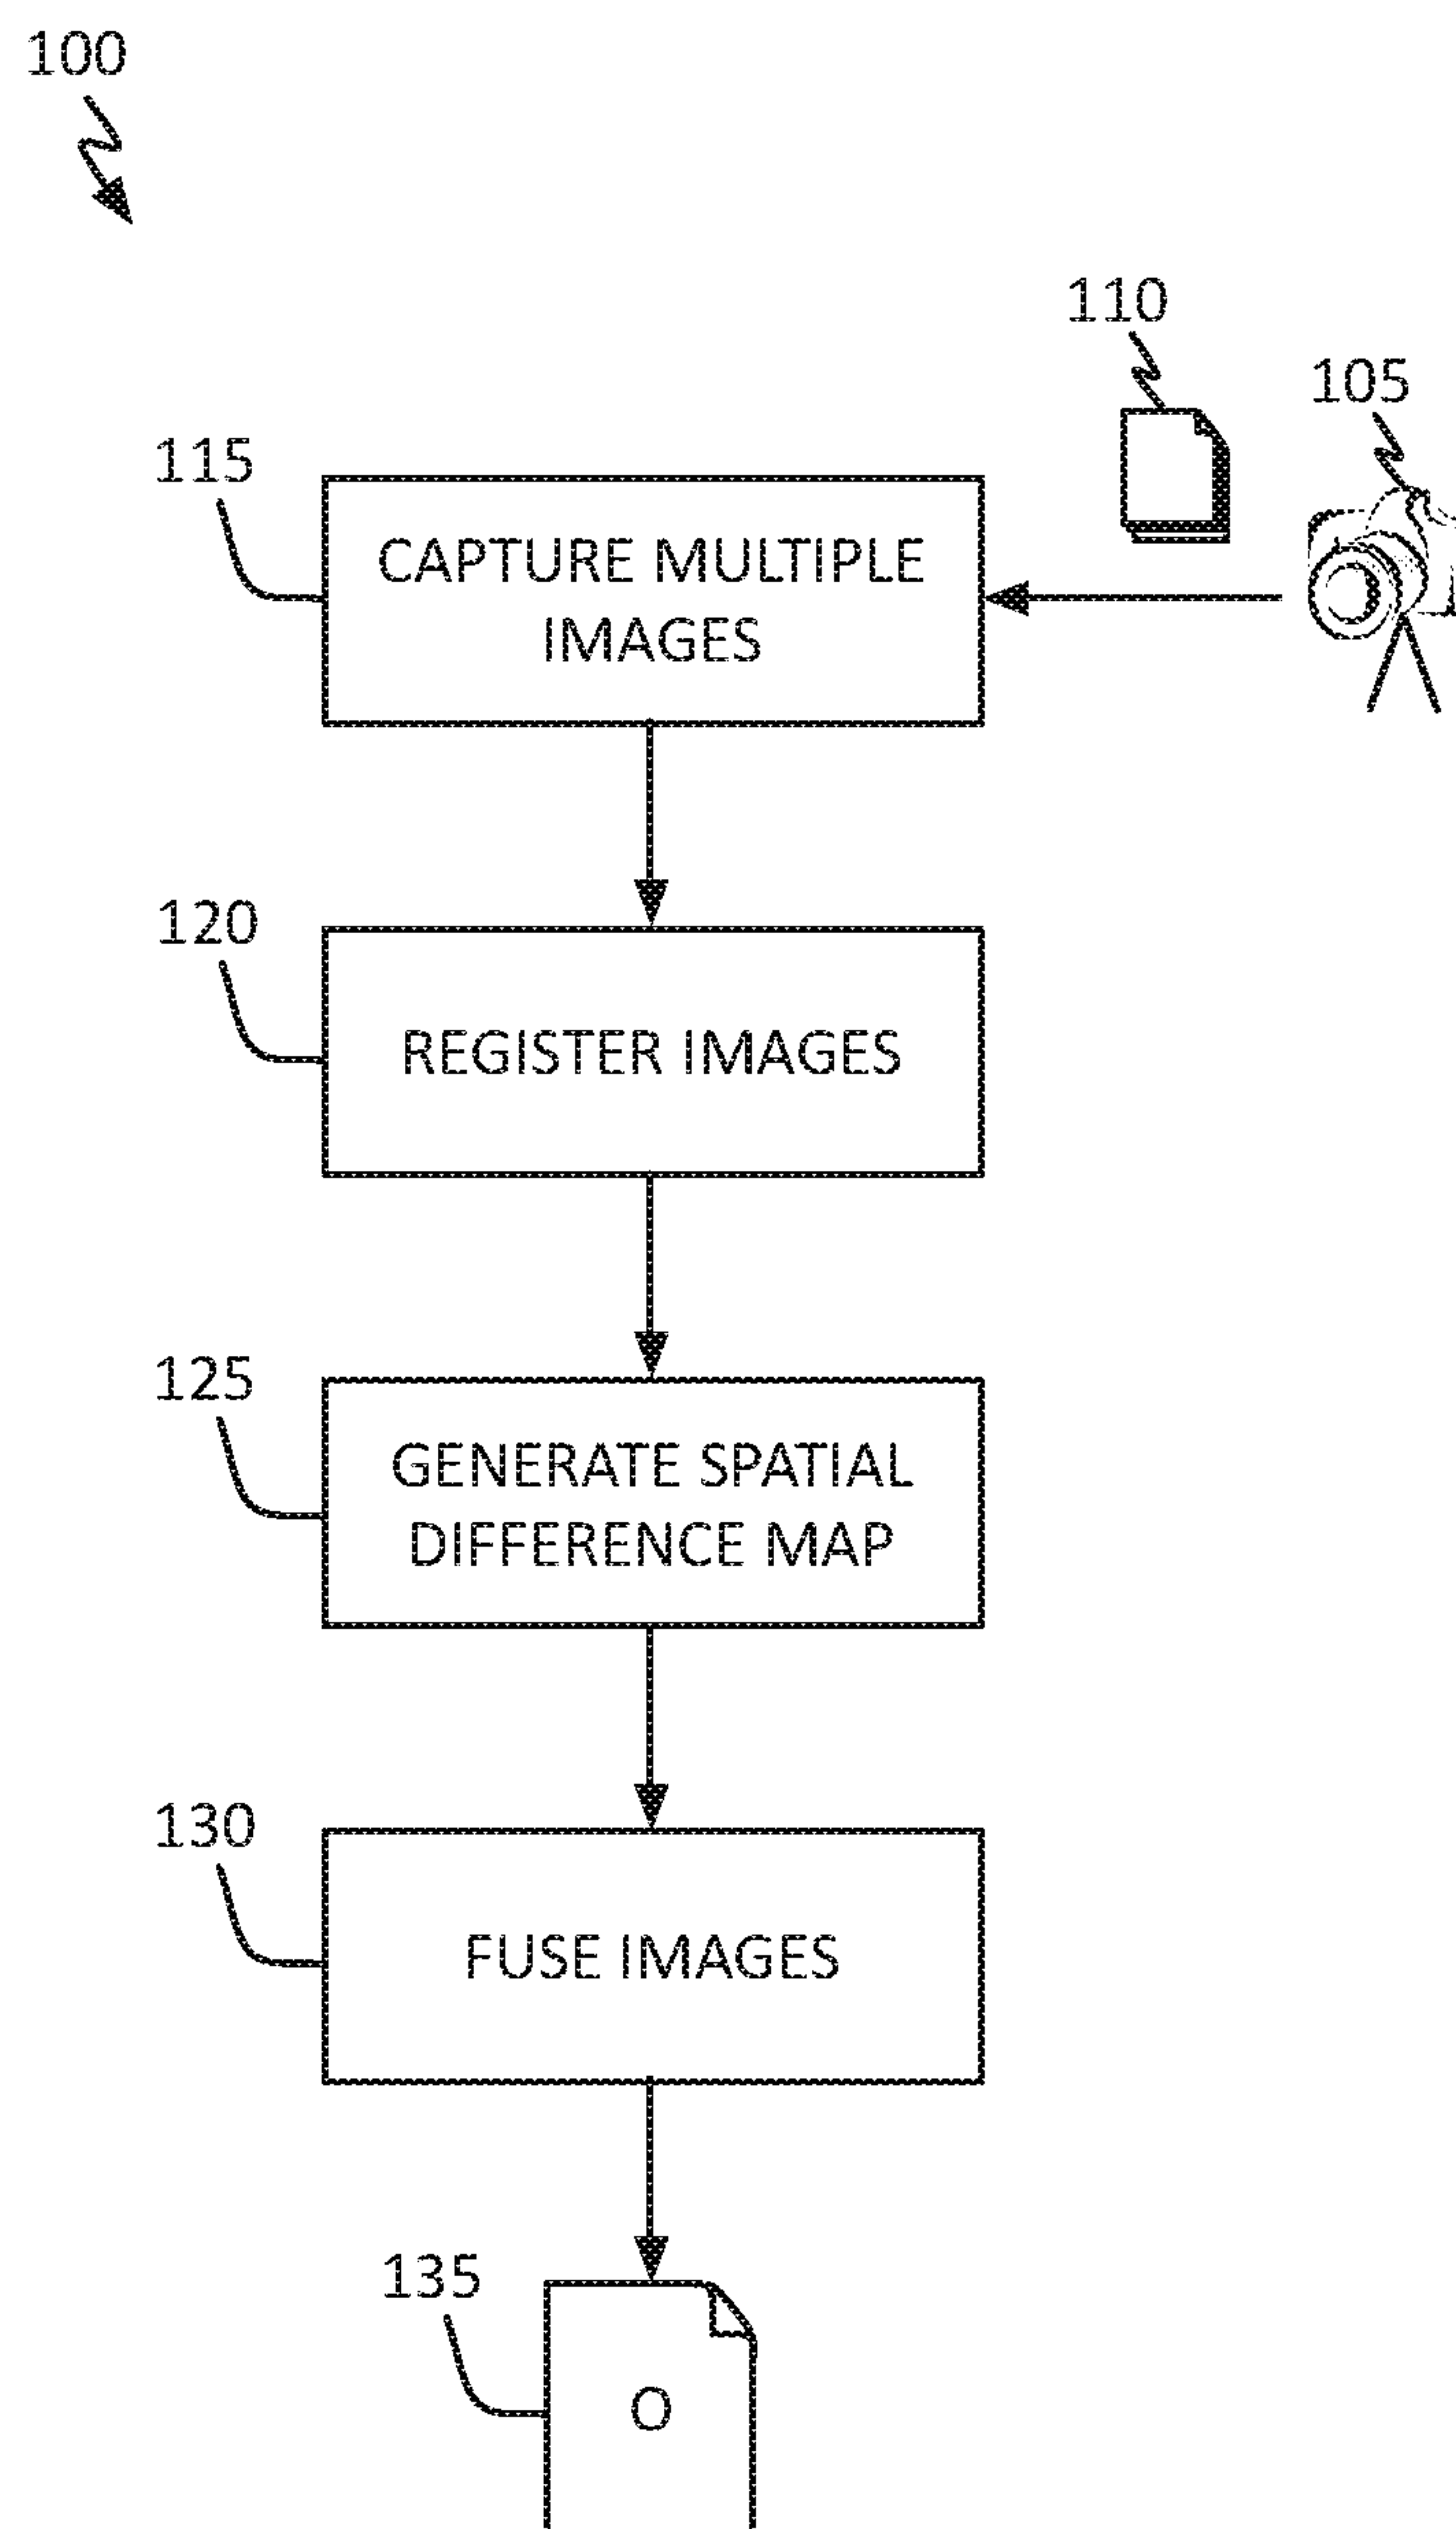 100
110
105
115
CAPTURE MULTIPLE
IMAGES
120
REGISTER IMAGES
125
GENERATE SPATIAL
DIFFERENCE MAP
130
FUSE IMAGES
135
O